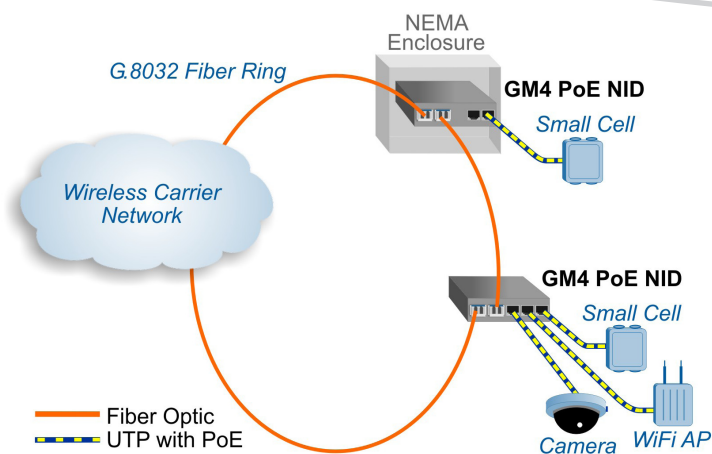 NEMA
Enclosure
G.8032 Fiber Ring
GM4 PoE NID
Small Cell
Wireless Carrier
Network
GM4 PoE NID
Small Cell
Fiber Optic
UTP with PoE
Camera
WiFi AP